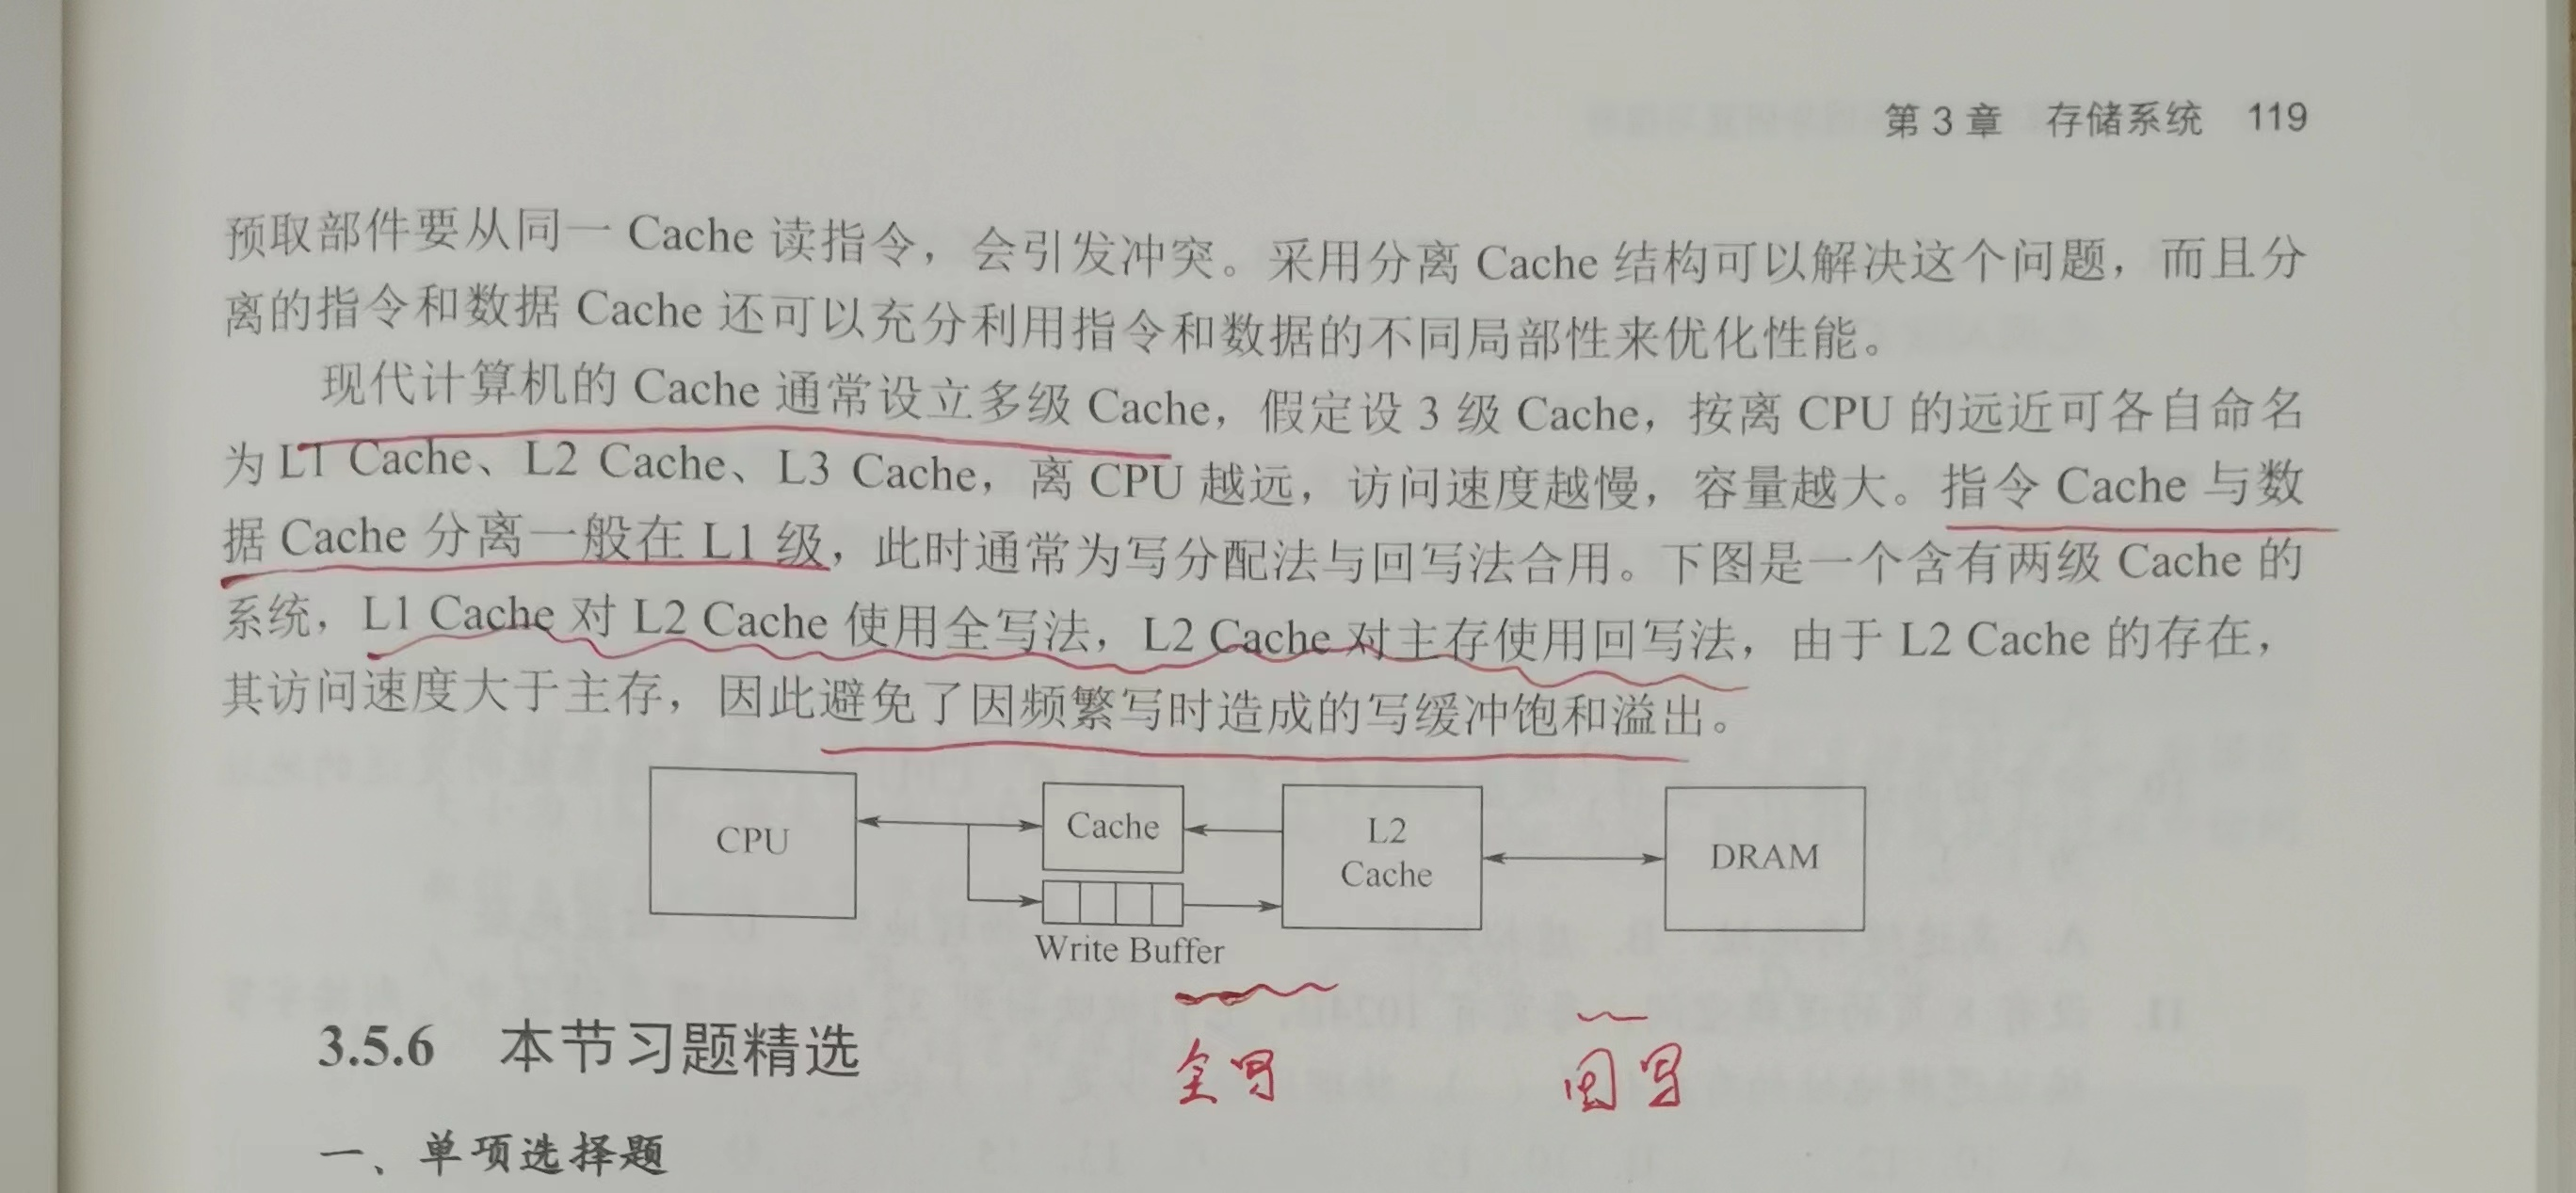 第 3 章 存储系统 119
预取部件要从同一 Cache 读指令，会引发冲突。采用分离 Cache 结构可以解决这个问题，而且分
离的指令和数据 Cache 还可以充分利用指令和数据的不同局部性来优化性能。
现代计算机的 Cache 通常设立多级 Cache，假定设 3 级 Cache，按离 CPU 的远近可各自命名
为 L1 Cache、L2 Cache、L3 Cache，离 CPU 越远，访问速度越慢，容量越大。指令 Cache 与数
据 Cache 分离一般在 L1 级，此时通常为写分配法与回写法合用。下图是一个含有两级 Cache 的
系统，L1 Cache 对 L2 Cache 使用全写法，L2 Cache 对主存使用回写法，由于 L2 Cache 的存在，
其访问速度大于主存，因此避免了因频繁写时造成的写缓冲饱和溢出。
CPU
Cache
L2
Cache
DRAM
Write Buffer
全写
回写
3.5.6 本节习题精选
一、单项选择题